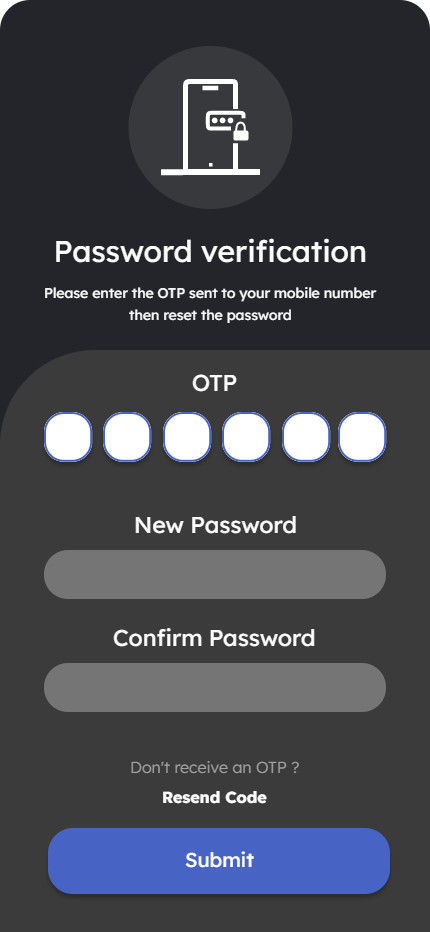 Password verification
Please enter the OTP sent to your mobile number
then reset the password
OTP
New Password
Confirm Password
Don't receive an OTP ?
Resend Code
Submit